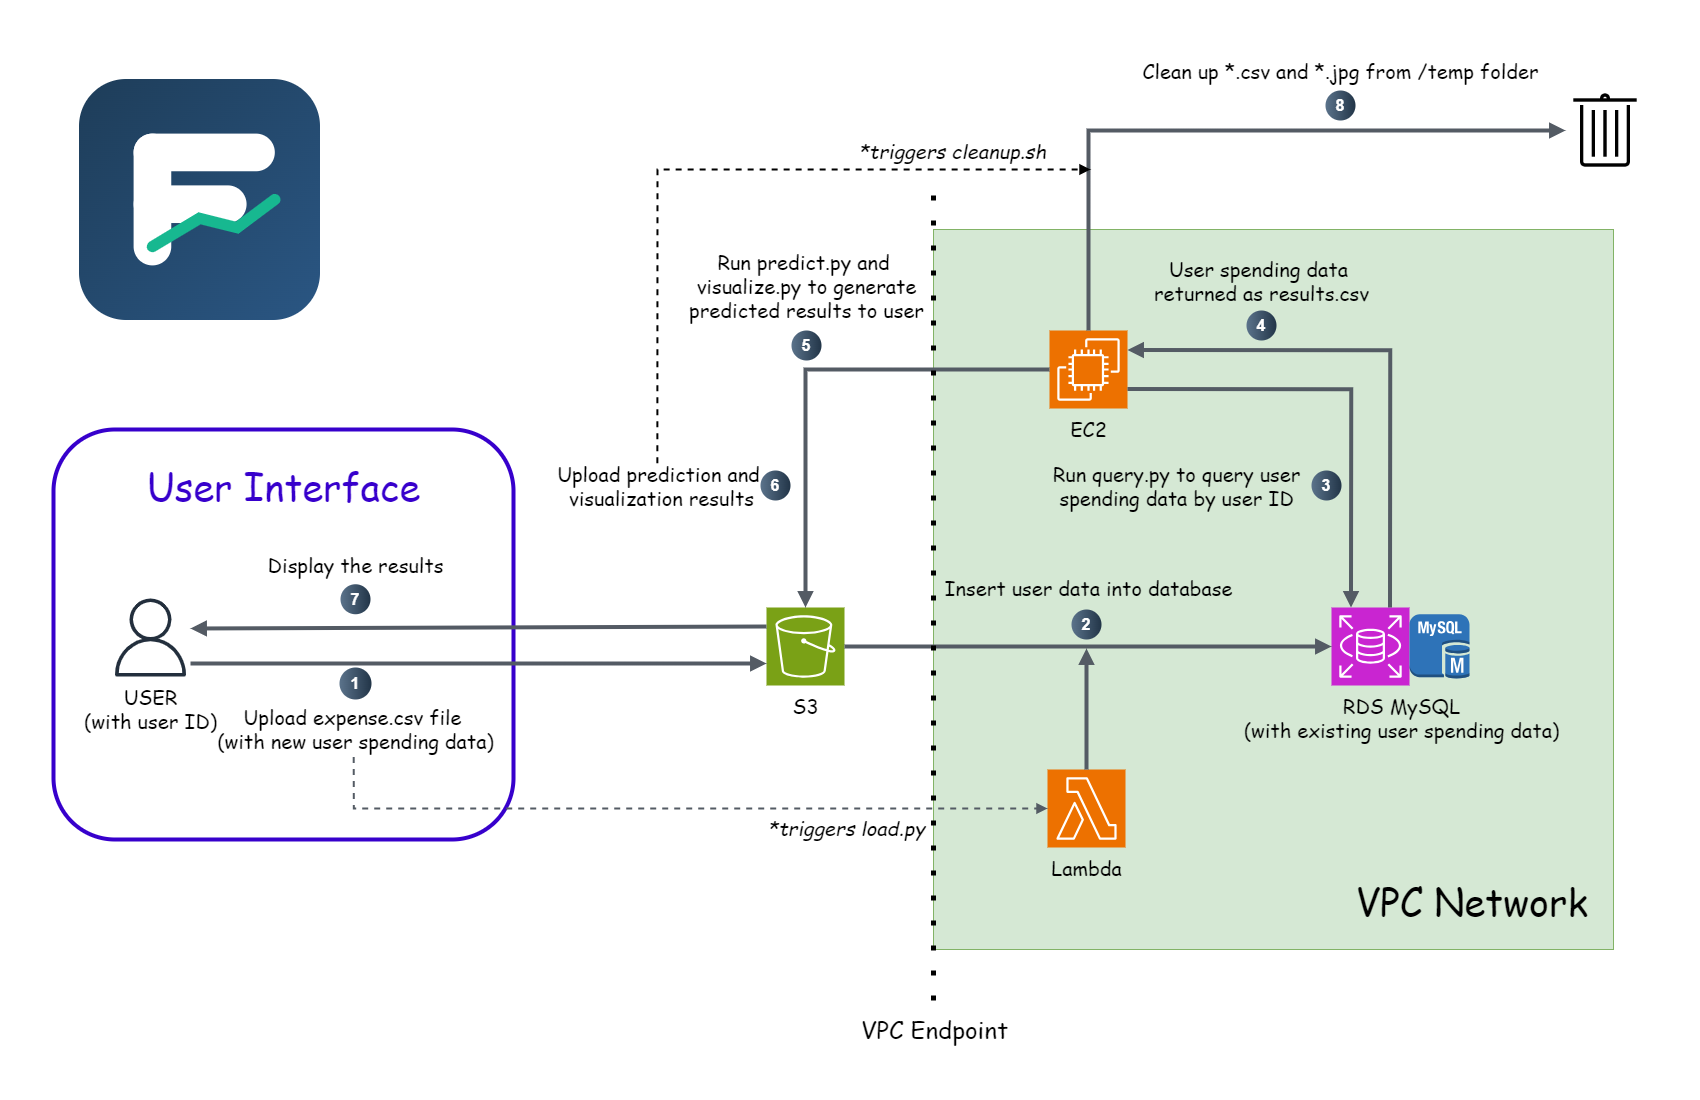 Clean up *.csv and *.jpg from /temp folder
8
*triggers cleanup.sh
Run predict.py and
visualize.py to generate
predicted results to user
5
User spending data
returned as results.csv
4
EC2
User Interface
Upload prediction and
visualization results
6
Run query.py to query user
spending data by user ID
3
Display the results
7
Insert user data into database
2
MySQL
M
USER
(with user ID)
1
Upload expense.csv file
(with new user spending data)
S3
RDS MySQL
(with existing user spending data)
*triggers load.py
Lambda
VPC Network
VPC Endpoint